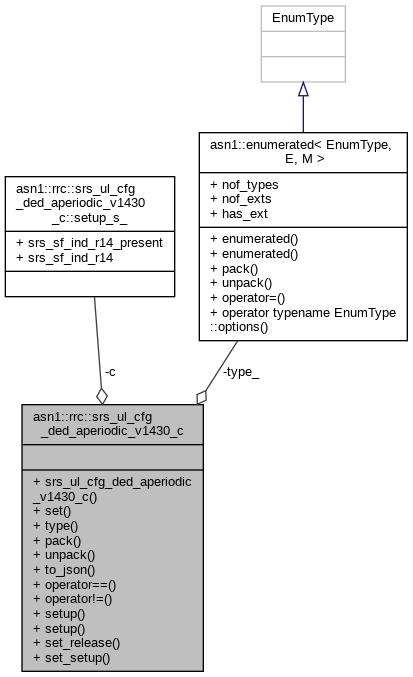 EnumType
asn1::enumerated< EnumType,
E, M >
+ nof_types
+ nof_exts
+ has_ext
+ enumerated()
+ enumerated()
+ pack()
+ unpack()
+ operator=()
+ operator typename EnumType
::options()
asn1::rrc::srs_ul_cfg
_ded_aperiodic_v1430
_c::setup_s_
+ srs_sf_ind_r14_present
+ srs_sf_ind_r14
-c
-type_
asn1::rrc::srs_ul_cfg
_ded_aperiodic_v1430_c
+ srs_ul_cfg_ded_aperiodic
_v1430_c()
+ set()
+ type()
+ pack()
+ unpack()
+ to_json()
+ operator==()
+ operator!=()
+ setup()
+ setup()
+ set_release()
+ set_setup()